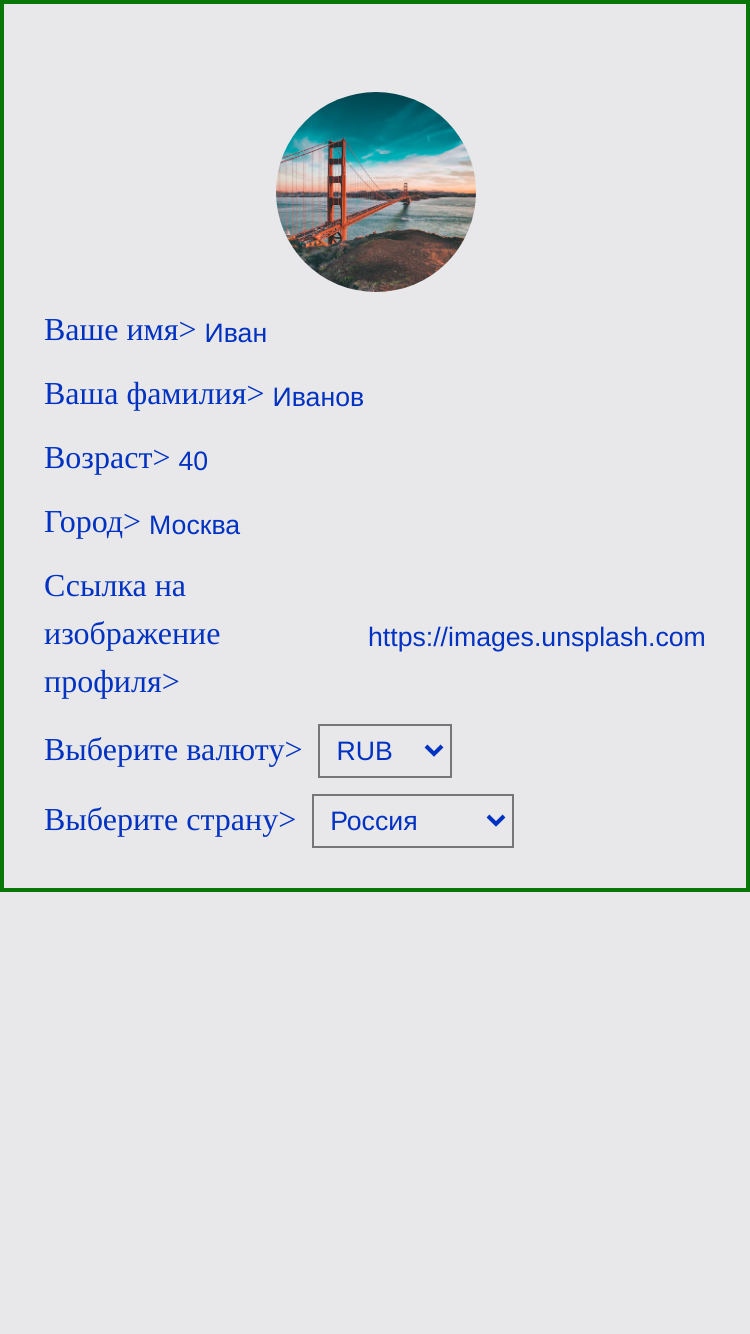 Ваше имя> Иван
Ваша фамилия> Иванов
Возраст> 40
Город> Москва
Ссылка на
изображение https://images.unsplash.com
профиля>
Выберите валюту> RUB
Выберите страну> Россия